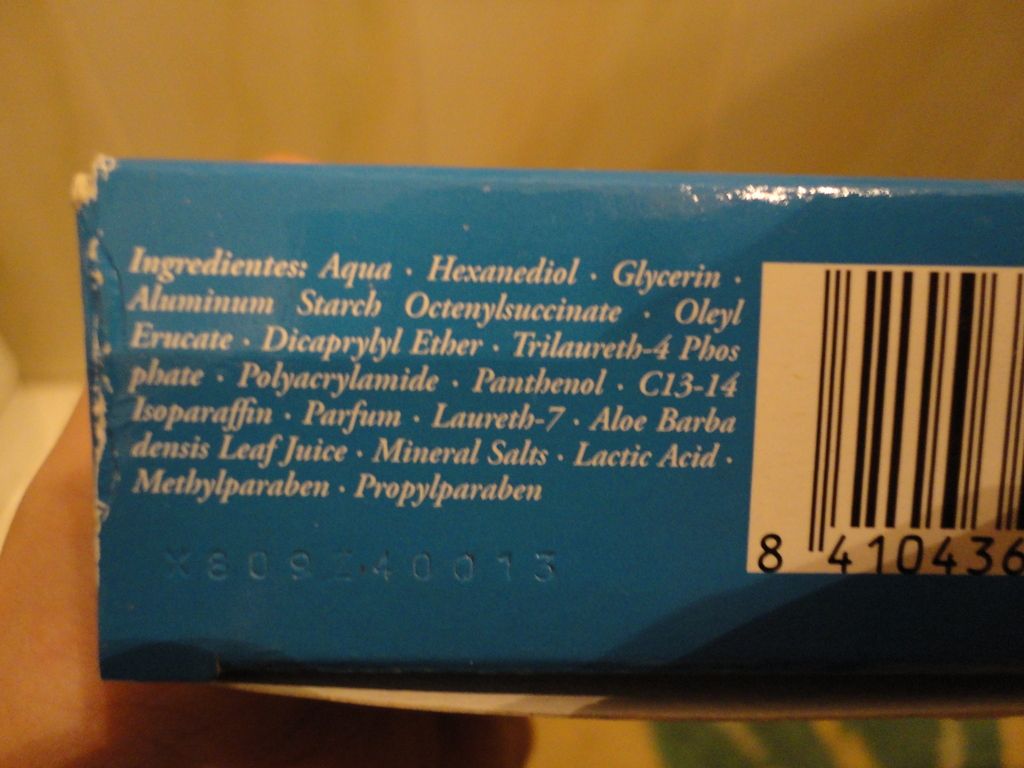 Ingredientes: Aqua · Hexanediol · Glycerin ·
Aluminum Starch Octenylsuccinate · Oleyl
Erucate · Dicaprylyl Ether · Trilaureth-4 Phos
phate · Polyacrylamide · Panthenol · C13-14
Isoparaffin · Parfum · Laureth-7 · Aloe Barba
densis Leaf Juice · Mineral Salts · Lactic Acid ·
Methylparaben · Propylparaben
8 410436